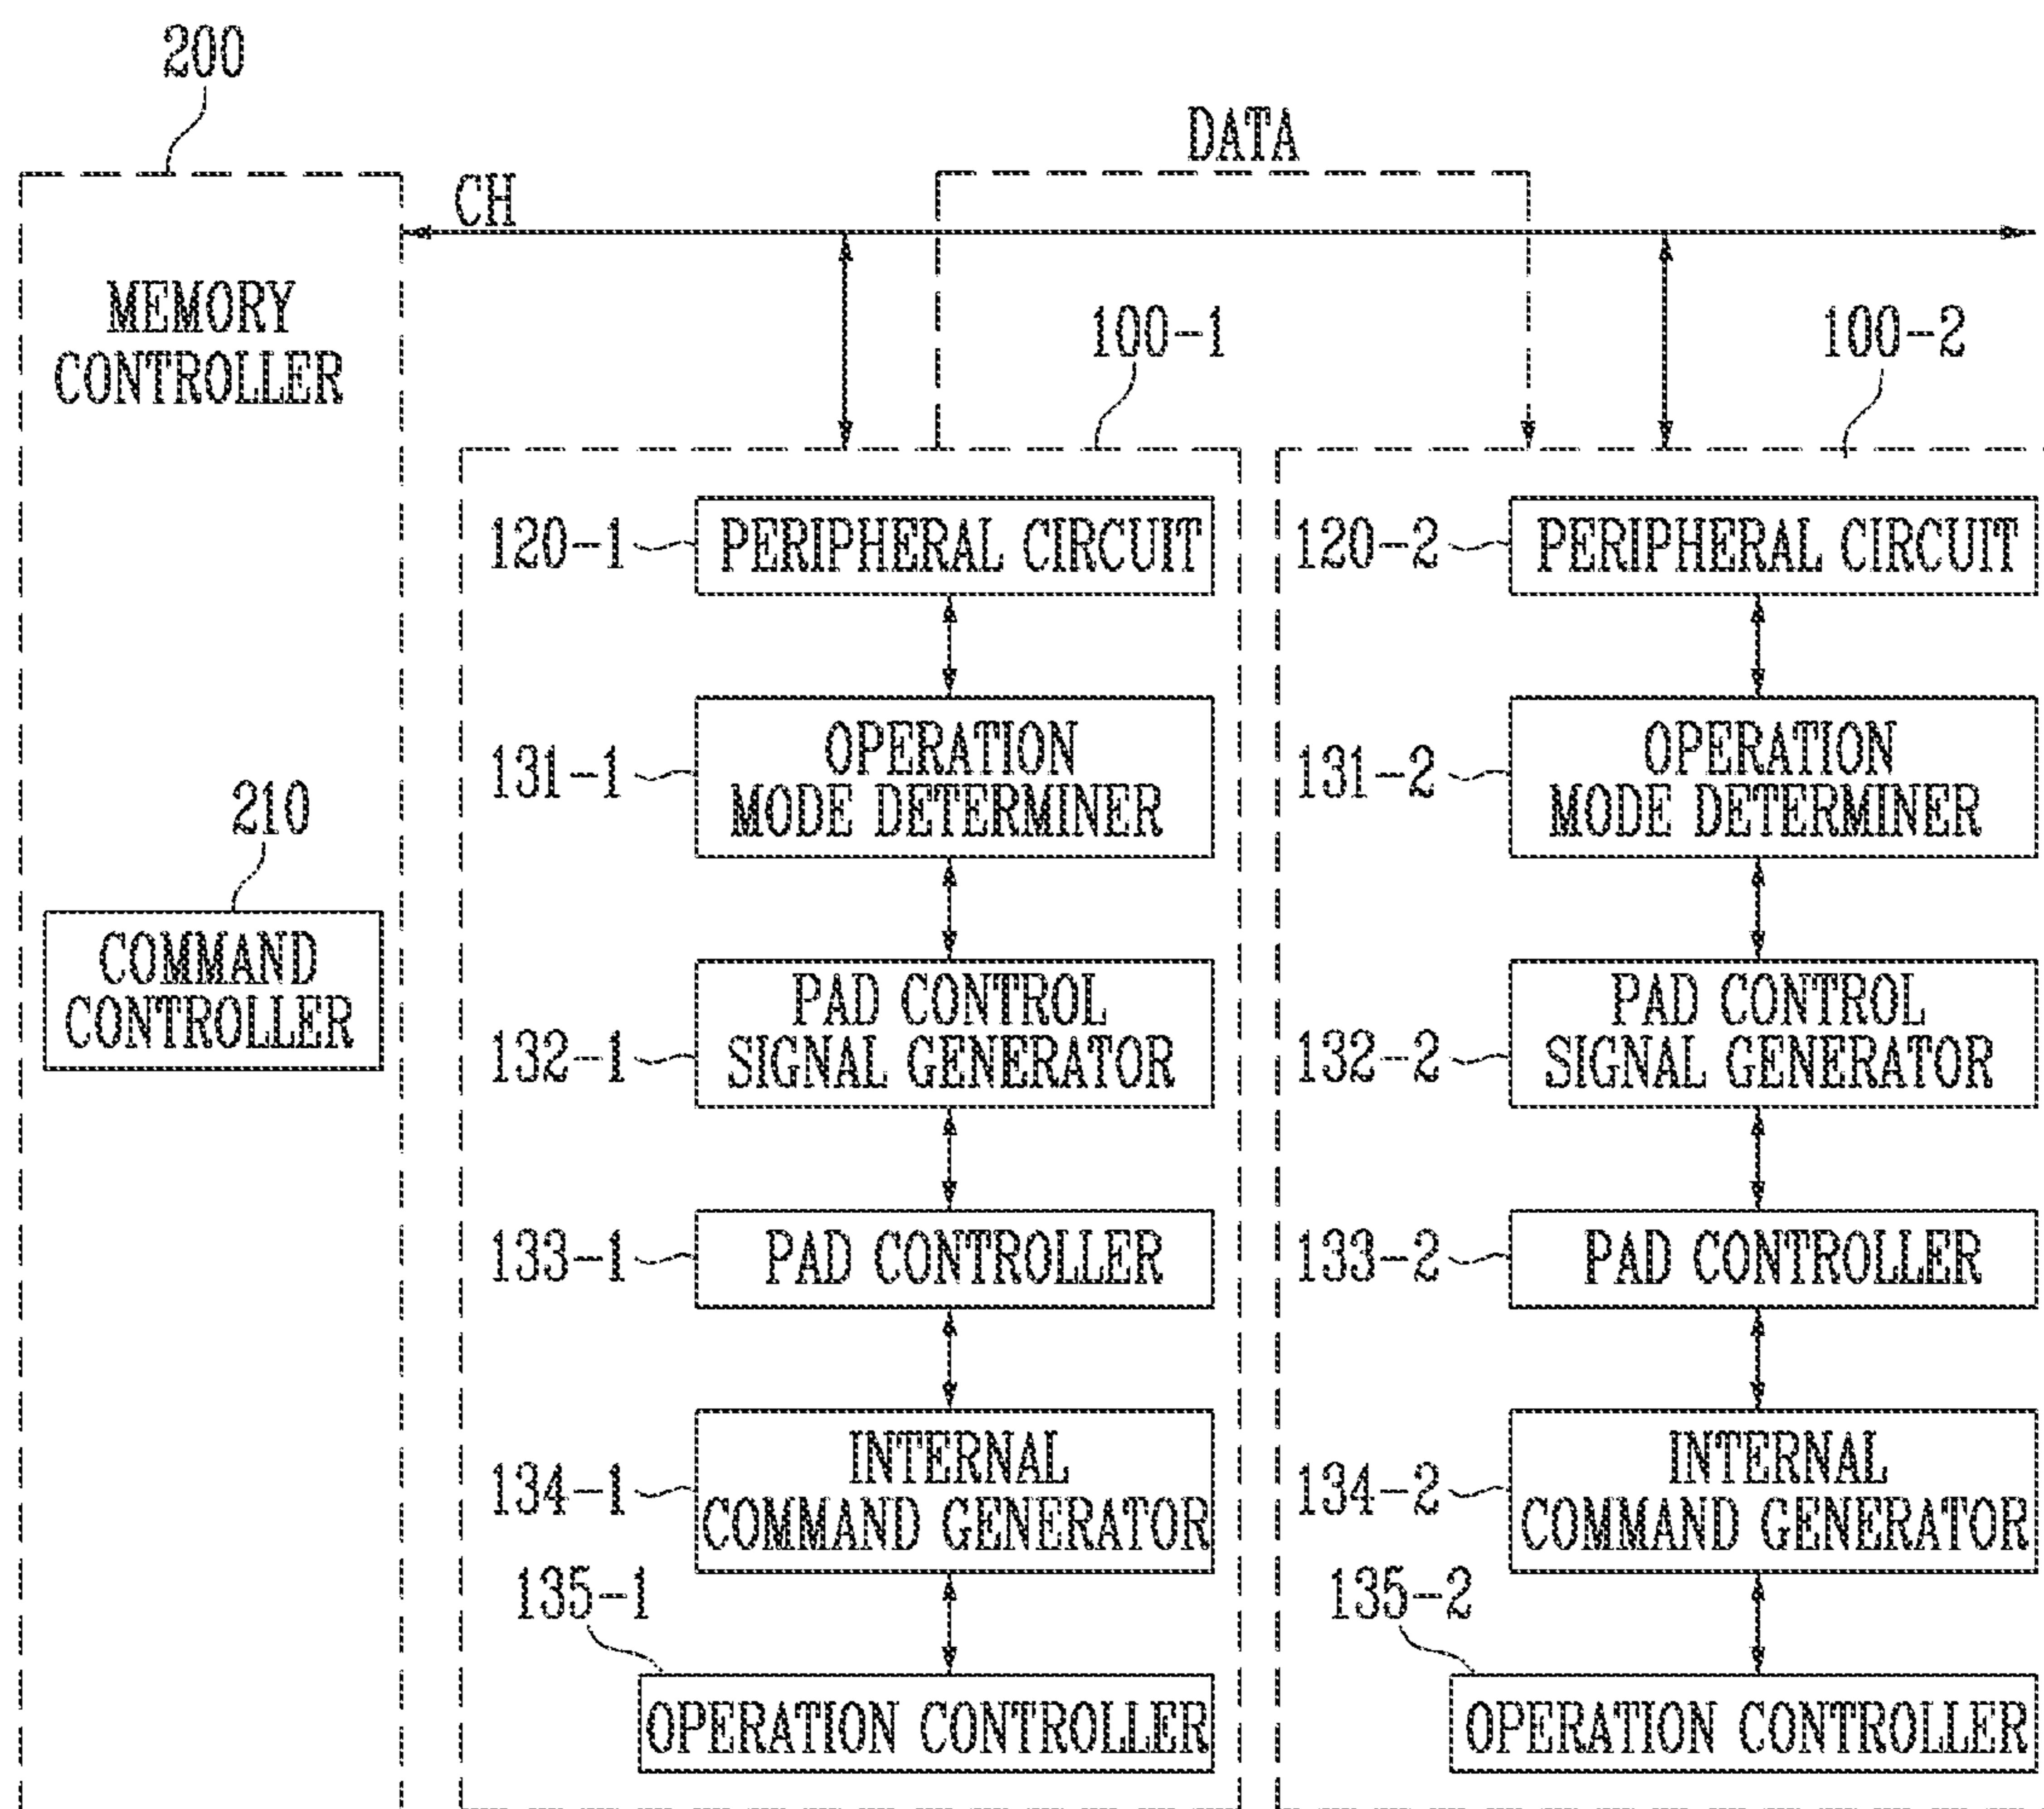 200
DATA
CH
MEMORY
CONTROLLER
100-1
100-2
120-1
PERIPHERAL CIRCUIT
120-2
PERIPHERAL CIRCUIT
131-1
OPERATION
MODE DETERMINER
131-2
OPERATION
MODE DETERMINER
210
COMMAND
CONTROLLER
132-1
PAD CONTROL
SIGNAL GENERATOR
132-2
PAD CONTROL
SIGNAL GENERATOR
133-1
PAD CONTROLLER
133-2
PAD CONTROLLER
134-1
INTERNAL
COMMAND GENERATOR
134-2
INTERNAL
COMMAND GENERATOR
135-1
OPERATION CONTROLLER
135-2
OPERATION CONTROLLER